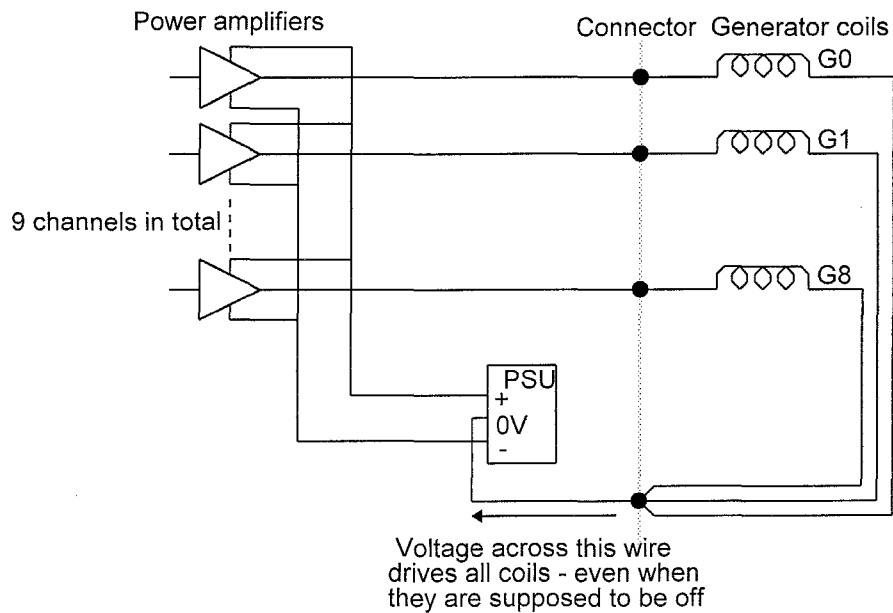 Power amplifiers
Connector Generator coils
G0
G1
9 channels in total
G8
PSU
+
0V
-
Voltage across this wire
drives all coils - even when
they are supposed to be off